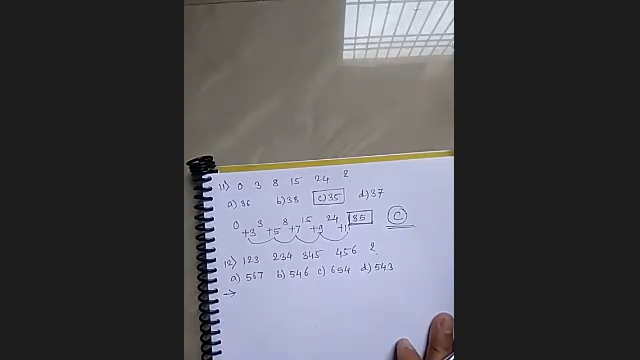 11) 0 3 8 15 24 ?
a) 36 b) 38 c) 35 d) 37
0 3 8 15 24 35 C
+3 +5 +7 +9 +11
12) 123 234 345 456 ?
a) 567 b) 546 c) 654 d) 543
→